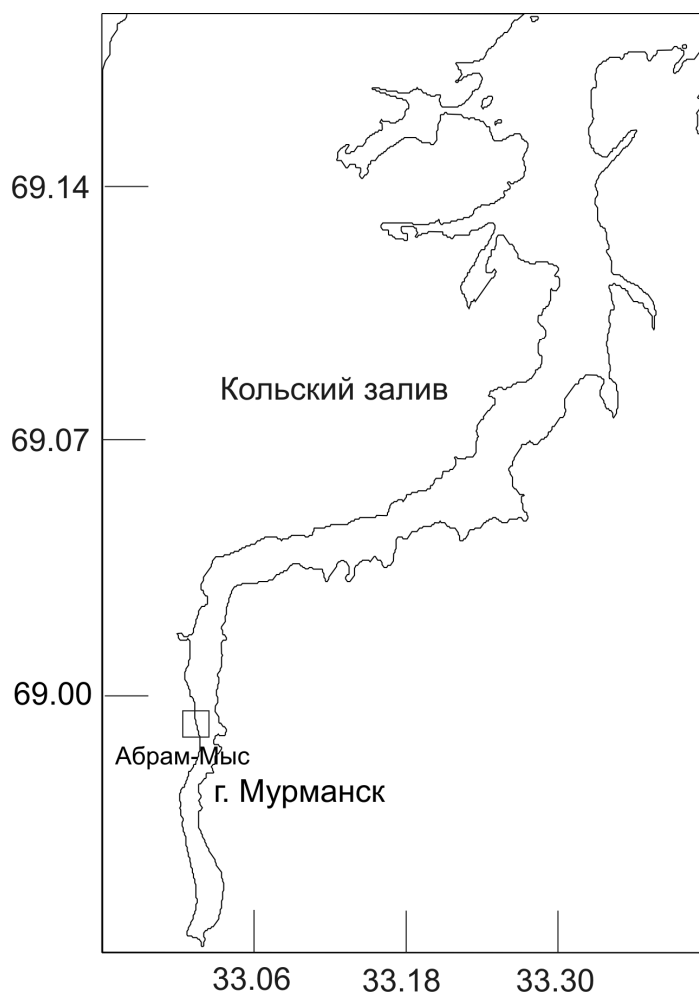 69.14
Кольский залив
69.07
69.00
Абрам-Мыс
г. Мурманск
33.06 33.18 33.30